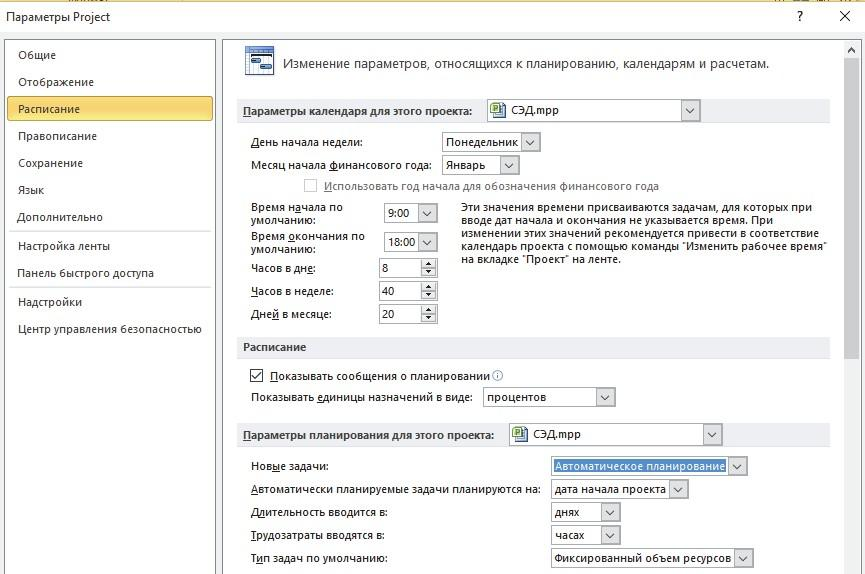 Параметры Project
?
Общие
Отображение
Расписание
Правописание
Сохранение
Язык
Дополнительно
Настройка ленты
Панель быстрого доступа
Надстройки
Центр управления безопасностью
Изменение параметров, относящихся к планированию, календарям и расчетам.
Параметры календаря для этого проекта: СЭД.mpp
День начала недели: Понедельник
Месяц начала финансового года: Январь
Использовать год начала для обозначения финансового года
Время начала по
умолчанию: 9:00
Время окончания по
умолчанию: 18:00
Часов в дне: 8
Часов в неделе: 40
Дней в месяце: 20
Эти значения времени присваиваются задачам, для которых при
вводе дат начала и окончания не указывается время. При
изменении этих значений рекомендуется привести в соответствие
календарь проекта с помощью команды "Изменить рабочее время"
на вкладке "Проект" на ленте.
Расписание
Показывать сообщения о планировании
Показывать единицы назначений в виде: процентов
Параметры планирования для этого проекта: СЭД.mpp
Новые задачи: Автоматическое планирование
Автоматически планируемые задачи планируются на: дата начала проекта
Длительность вводится в: днях
Трудозатраты вводятся в: часах
Тип задач по умолчанию: Фиксированный объем ресурсов